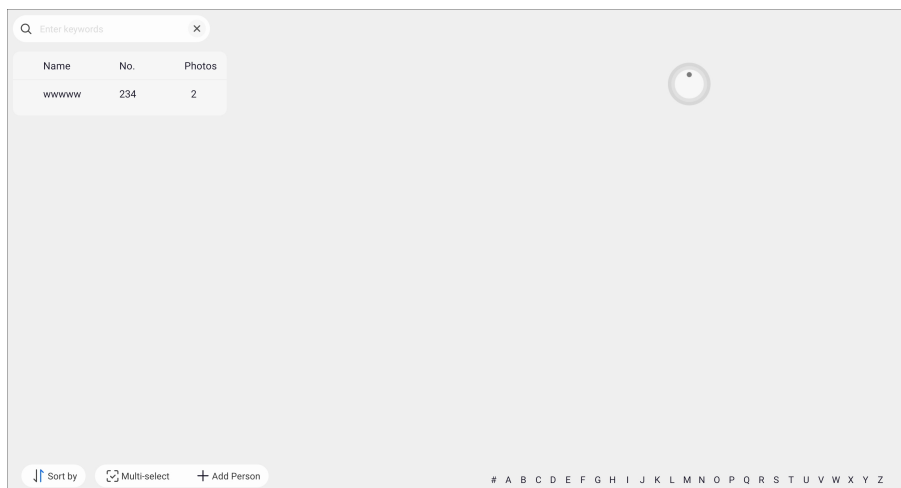 Enter keywords
Name No. Photos
wwwww 234 2
Sort by Multi-select Add Person
# A B C D E F G H I J K L M N O P Q R S T U V W X Y Z